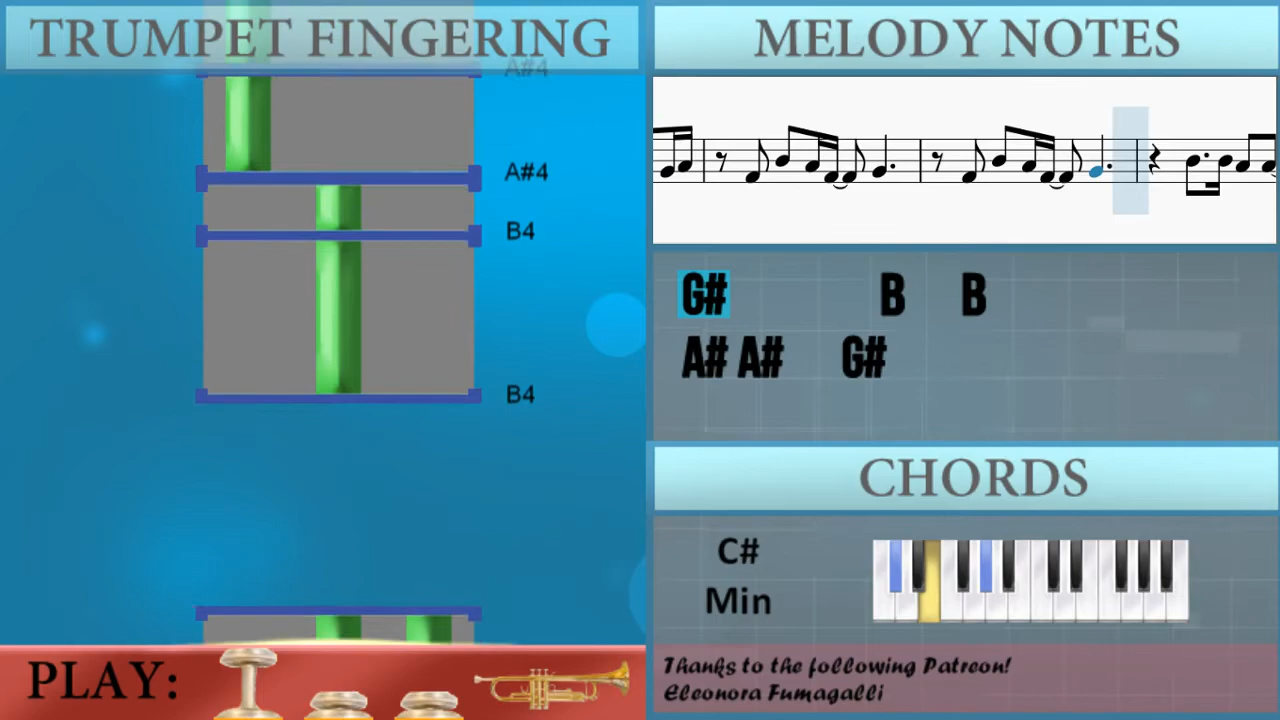 TRUMPET FINGERING
A#4
A#4
B4
B4
PLAY:
MELODY NOTES
G# B B
A# A# G#
CHORDS
C#
Min
Thanks to the following Patreon!
Eleonora Fumagalli